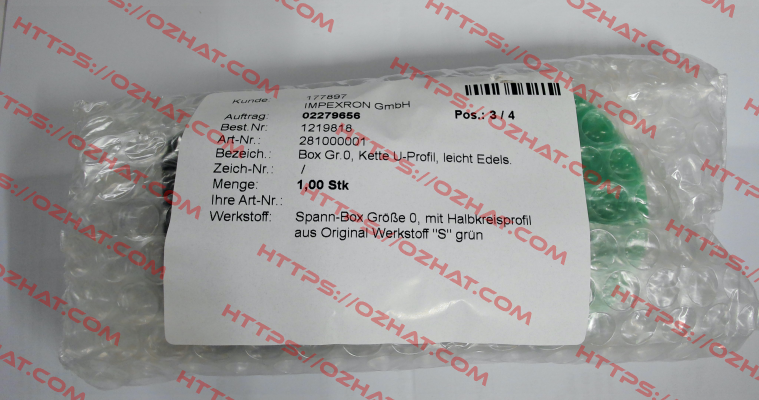 Kunde: 177897
IMPEXRON GmbH
Auftrag: 02279656 Pos.: 3 / 4
Best.Nr: 1219818
Art-Nr.: 281000001
Bezeich.: Box Gr.0, Kette U-Profil, leicht Edels.
Zeich-Nr.: /
Menge: 1,00 Stk
Ihre Art-Nr.:
Werkstoff: Spann-Box Größe 0, mit Halbkreisprofil
aus Original Werkstoff "S" grün
HTTPS://OZHAT.COM